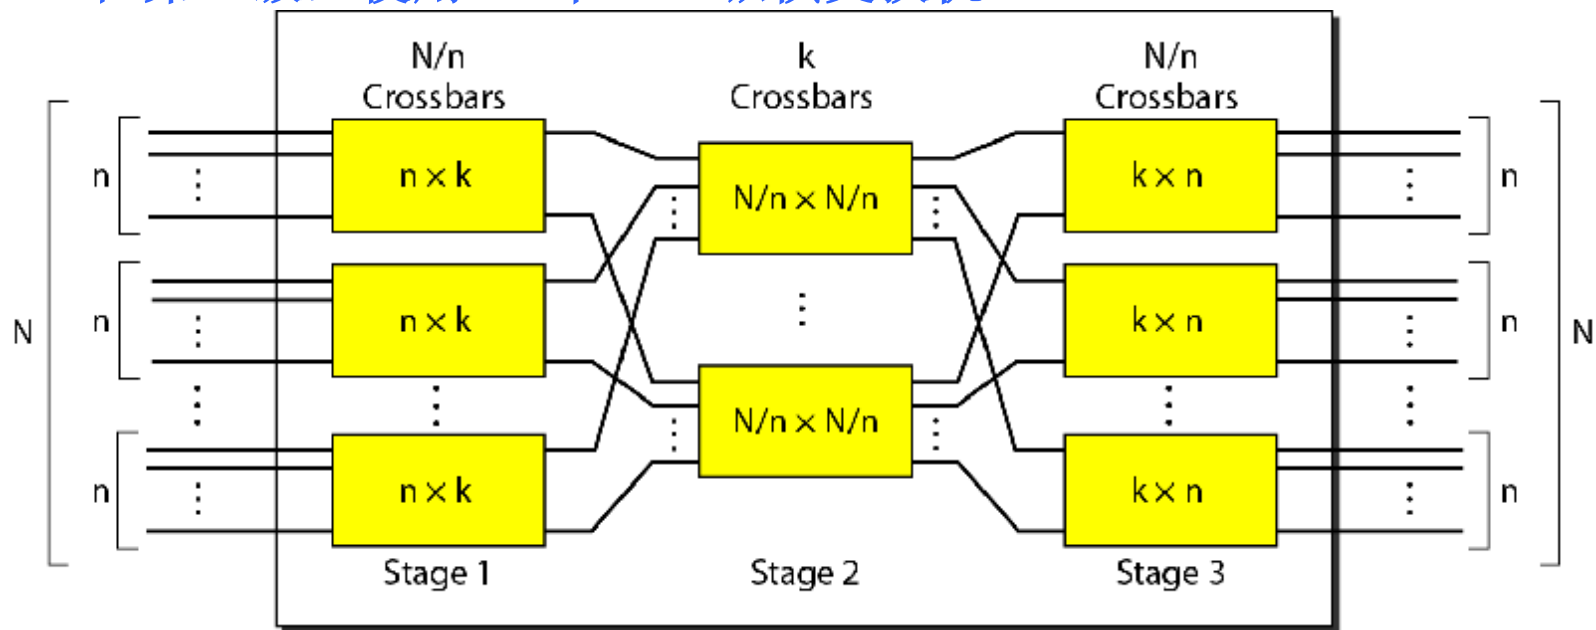 N/n
Crossbars
k
Crossbars
N/n
Crossbars
n
n × k
N/n × N/n
k × n
n
N
n
n × k
k × n
n
N
N/n × N/n
n
n × k
k × n
n
Stage 1
Stage 2
Stage 3